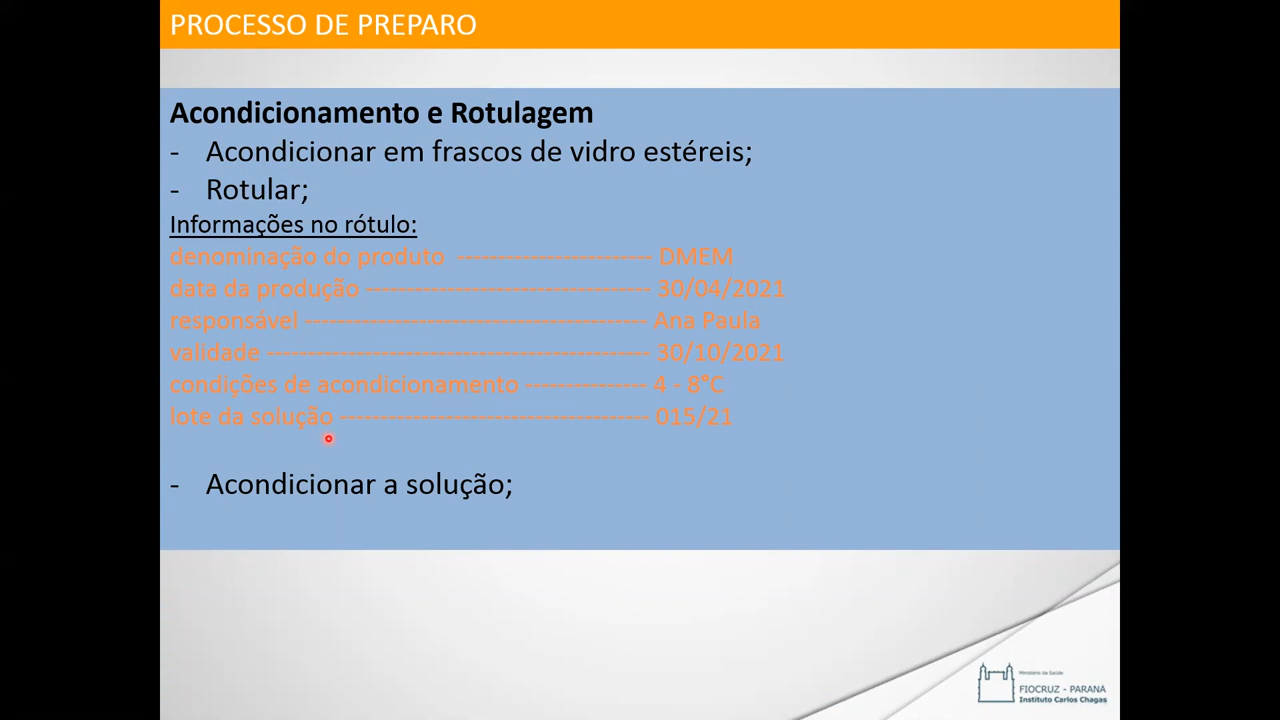 PROCESSO DE PREPARO
Acondicionamento e Rotulagem
- Acondicionar em frascos de vidro estéreis;
- Rotular;
Informações no rótulo:
denominação do produto ------------------------ DMEM
data da produção ----------------------------------- 30/04/2021
responsável ------------------------------------------ Ana Paula
validade ----------------------------------------------- 30/10/2021
condições de acondicionamento --------------- 4 - 8°C
lote da solução -------------------------------------- 015/21
- Acondicionar a solução;
Ministério da Saúde
FIOCRUZ - PARANÁ
Instituto Carlos Chagas